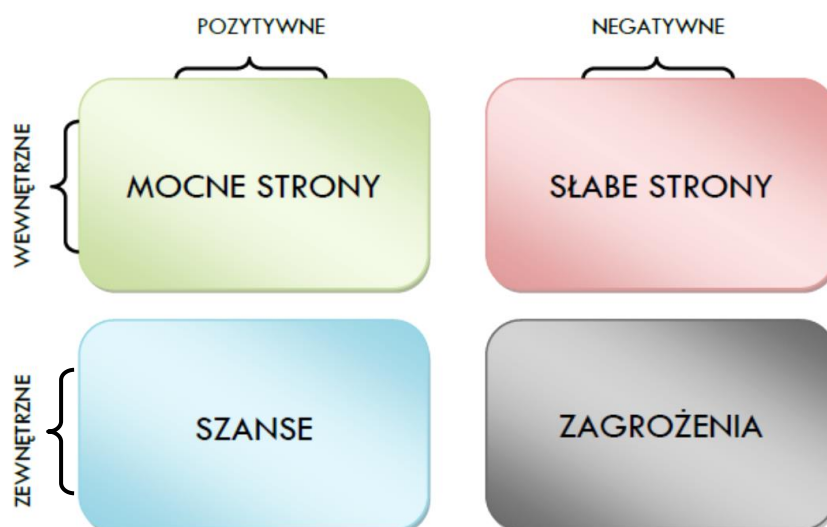 POZYTYWNE
NEGATYWNE
WEWNĘTRZNE
MOCNE STRONY
SŁABE STRONY
ZEWNĘTRZNE
SZANSE
ZAGROŻENIA